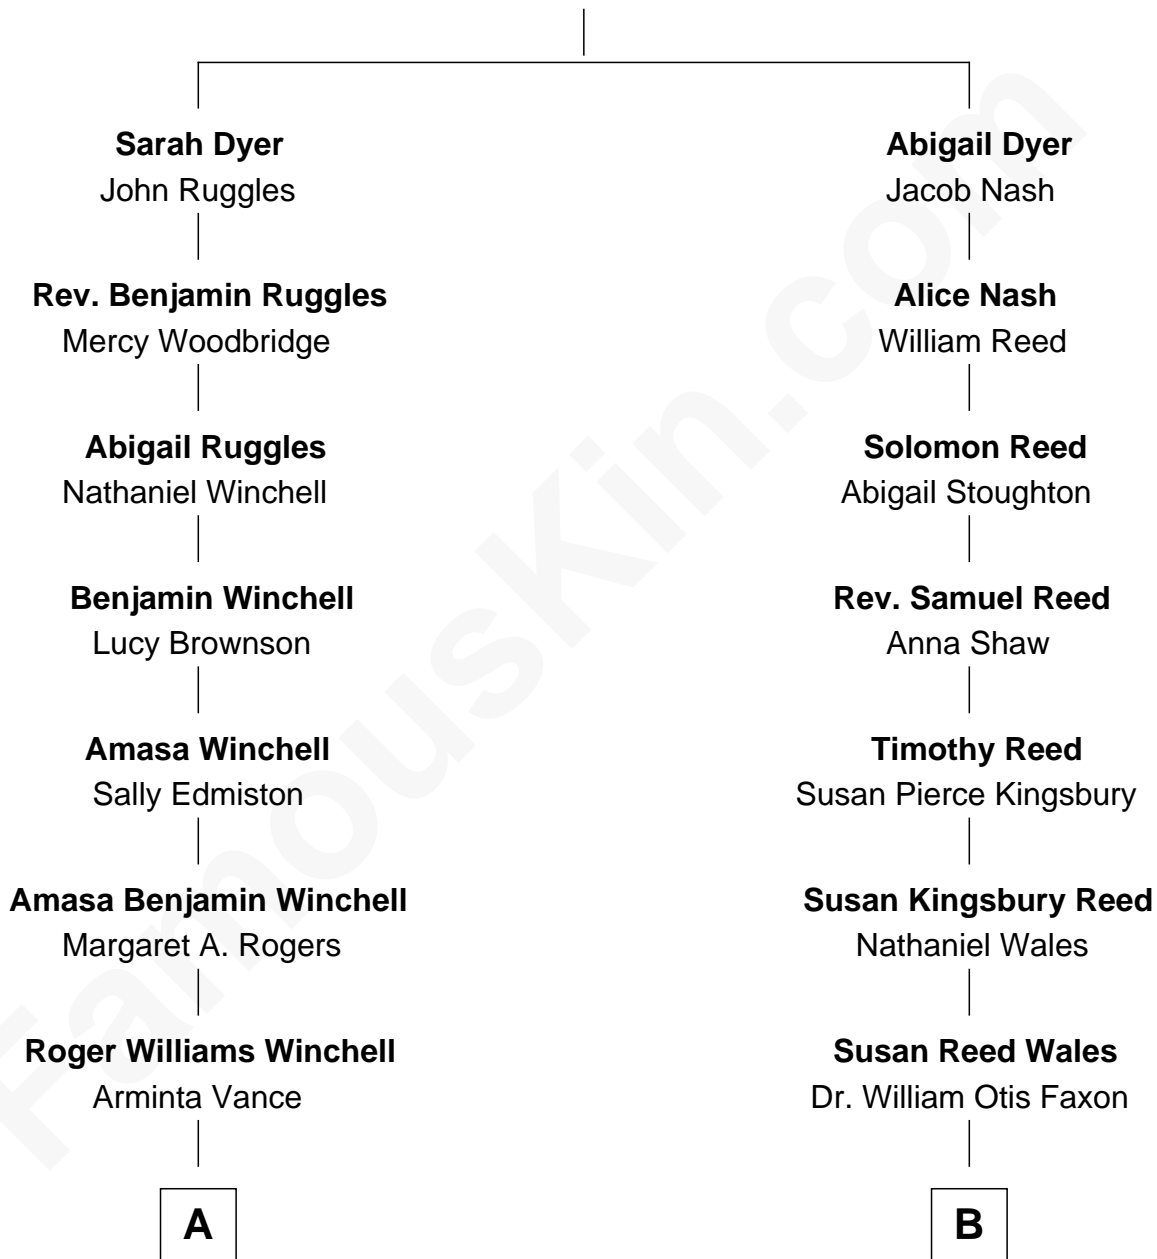 Sarah Dyer
John Ruggles
Abigail Dyer
Jacob Nash
Rev. Benjamin Ruggles
Mercy Woodbridge
Alice Nash
William Reed
Abigail Ruggles
Nathaniel Winchell
Solomon Reed
Abigail Stoughton
Benjamin Winchell
Lucy Brownson
Rev. Samuel Reed
Anna Shaw
Amasa Winchell
Sally Edmiston
Timothy Reed
Susan Pierce Kingsbury
Amasa Benjamin Winchell
Margaret A. Rogers
Susan Kingsbury Reed
Nathaniel Wales
Roger Williams Winchell
Arminta Vance
Susan Reed Wales
Dr. William Otis Faxon
A
B
FamousKin.com